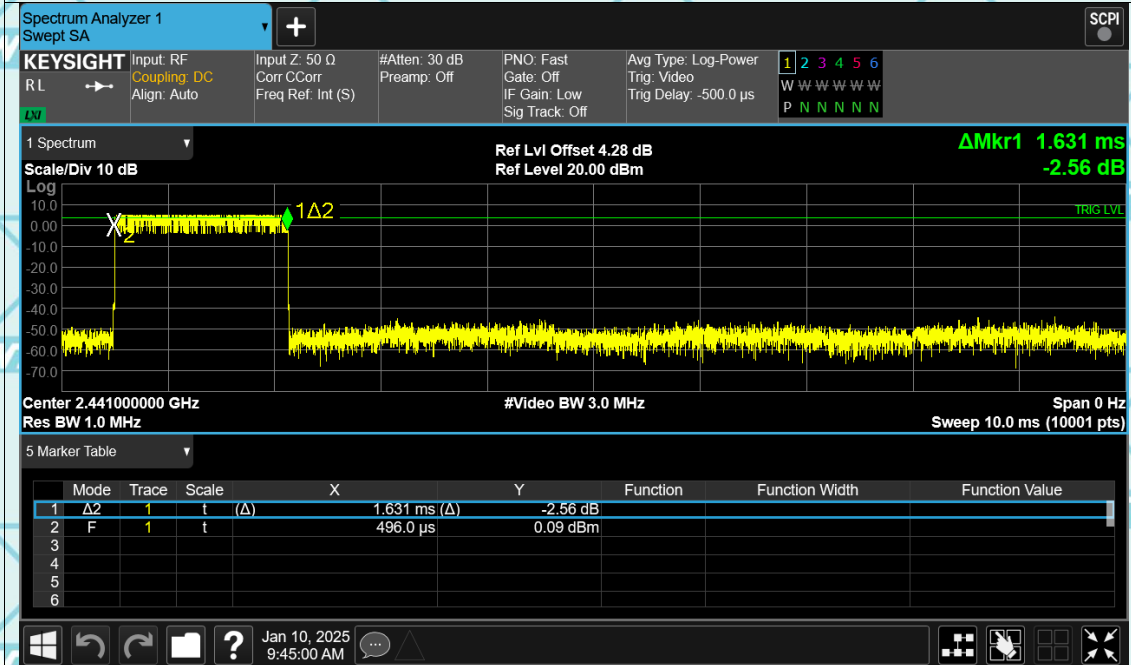 Spectrum Analyzer 1
Swept SA
+
SCPI
KEYSIGHT
RL
LXI
Input: RF
Coupling: DC
Align: Auto
Input Z: 50 Ω
Corr CCorr
Freq Ref: Int (S)
#Atten: 30 dB
Preamp: Off
PNO: Fast
Gate: Off
IF Gain: Low
Sig Track: Off
Avg Type: Log-Power
Trig: Video
Trig Delay: -500.0 µs
1 2 3 4 5 6
W W W W W W
P N N N N N
1 Spectrum
Scale/Div 10 dB
Ref Lvl Offset 4.28 dB
Ref Level 20.00 dBm
ΔMkr1 1.631 ms
-2.56 dB
Log
10.0
0.00
-10.0
-20.0
-30.0
-40.0
-50.0
-60.0
-70.0
X
2
1Δ2
TRIG LVL
Center 2.441000000 GHz
#Video BW 3.0 MHz
Span 0 Hz
Res BW 1.0 MHz
Sweep 10.0 ms (10001 pts)
5 Marker Table
Mode Trace Scale X Y Function Function Width Function Value
1 Δ2 1 t (Δ) 1.631 ms (Δ) -2.56 dB
2 F 1 t 496.0 µs 0.09 dBm
3
4
5
6
?
Jan 10, 2025
9:45:00 AM